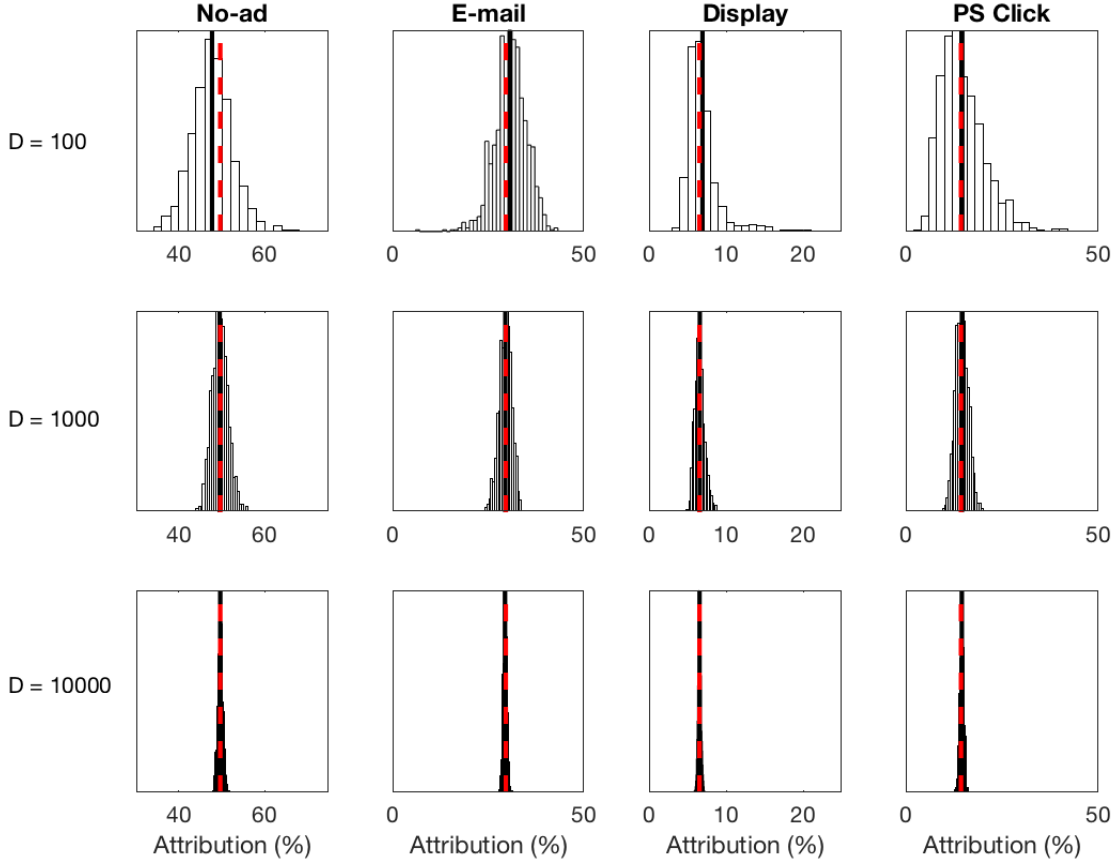 No-ad E-mail Display PS Click
D = 100
40 60 0 50 0 10 20 0 50
D = 1000
40 60 0 50 0 10 20 0 50
D = 10000
40 60 0 50 0 10 20 0 50
Attribution (%) Attribution (%) Attribution (%) Attribution (%)